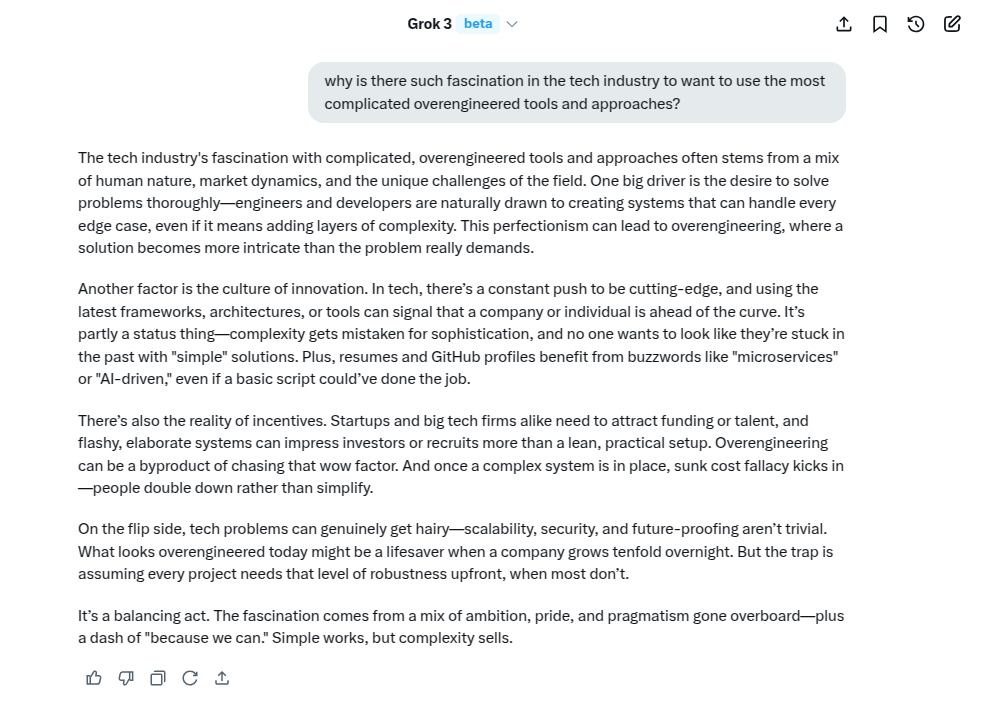 Grok 3 beta
why is there such fascination in the tech industry to want to use the most
complicated overengineered tools and approaches?
The tech industry's fascination with complicated, overengineered tools and approaches often stems from a mix
of human nature, market dynamics, and the unique challenges of the field. One big driver is the desire to solve
problems thoroughly—engineers and developers are naturally drawn to creating systems that can handle every
edge case, even if it means adding layers of complexity. This perfectionism can lead to overengineering, where a
solution becomes more intricate than the problem really demands.
Another factor is the culture of innovation. In tech, there’s a constant push to be cutting-edge, and using the
latest frameworks, architectures, or tools can signal that a company or individual is ahead of the curve. It’s
partly a status thing—complexity gets mistaken for sophistication, and no one wants to look like they’re stuck in
the past with "simple" solutions. Plus, resumes and GitHub profiles benefit from buzzwords like "microservices"
or "AI-driven," even if a basic script could’ve done the job.
There’s also the reality of incentives. Startups and big tech firms alike need to attract funding or talent, and
flashy, elaborate systems can impress investors or recruits more than a lean, practical setup. Overengineering
can be a byproduct of chasing that wow factor. And once a complex system is in place, sunk cost fallacy kicks in
—people double down rather than simplify.
On the flip side, tech problems can genuinely get hairy—scalability, security, and future-proofing aren’t trivial.
What looks overengineered today might be a lifesaver when a company grows tenfold overnight. But the trap is
assuming every project needs that level of robustness upfront, when most don’t.
It’s a balancing act. The fascination comes from a mix of ambition, pride, and pragmatism gone overboard—plus
a dash of "because we can." Simple works, but complexity sells.